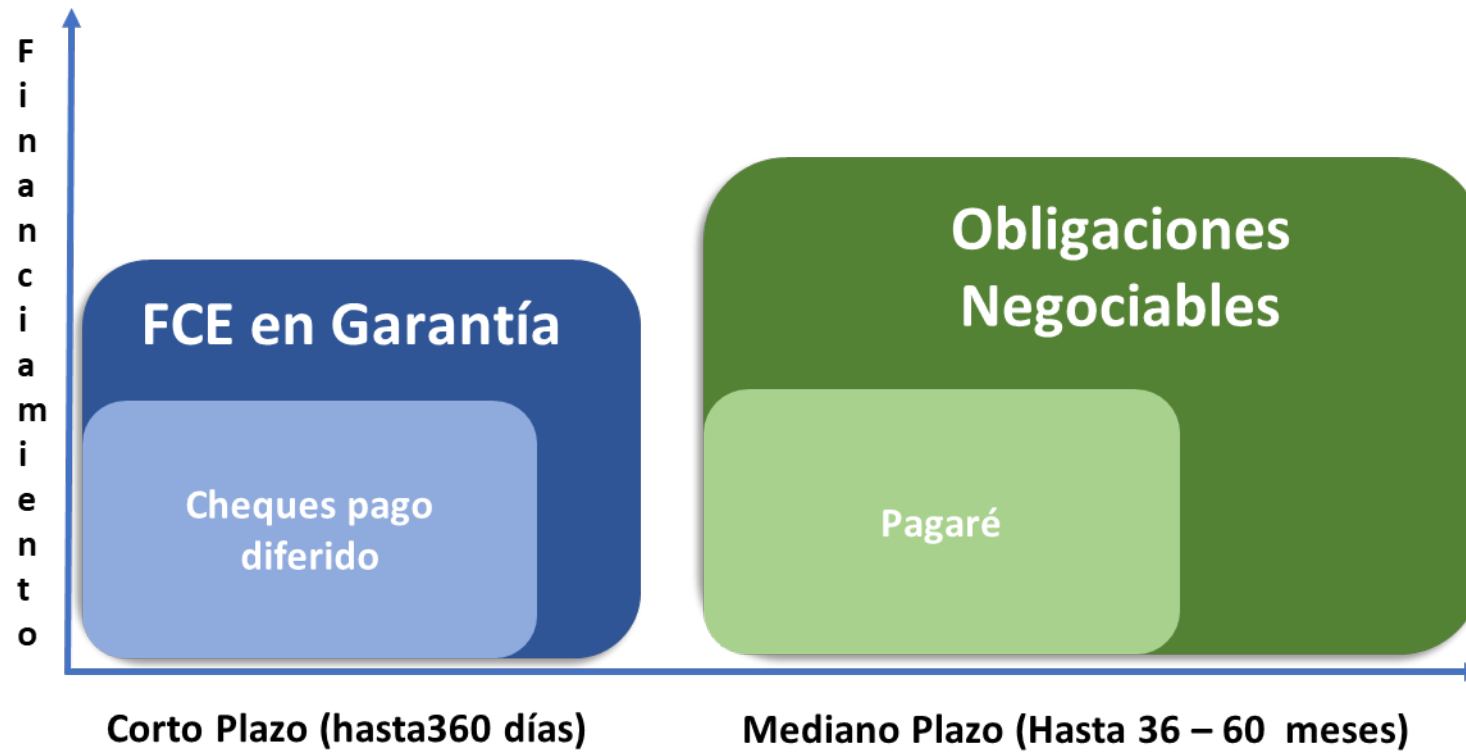 Financiamiento
Obligaciones
Negociables
FCE en Garantía
Cheques pago
diferido
Pagaré
Corto Plazo (hasta360 días)
Mediano Plazo (Hasta 36 – 60 meses)